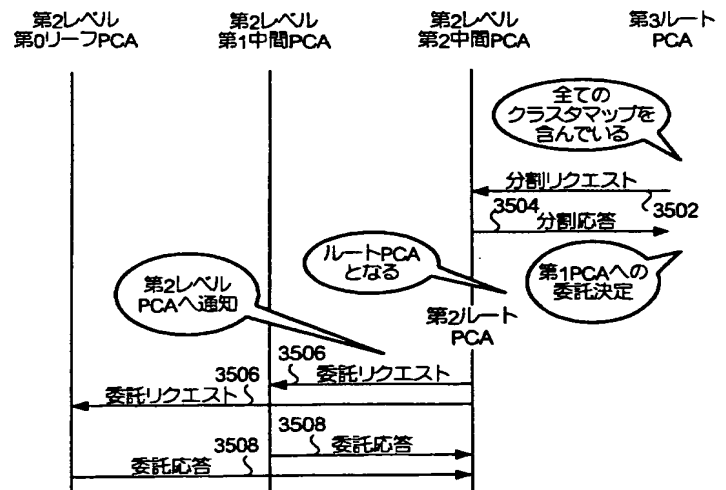 第2レベル
第0リーフPCA
第2レベル
第1中間PCA
第2レベル
第2中間PCA
第3ルート
PCA
全ての
クラスタマップを
含んでいる
分割リクエスト
3502
3504
分割応答
ルートPCA
となる
第1PCAへの
委託決定
第2レベル
PCAへ通知
第2ルート
PCA
3506
委託リクエスト
3506
委託リクエスト
3508
委託応答
3508
委託応答